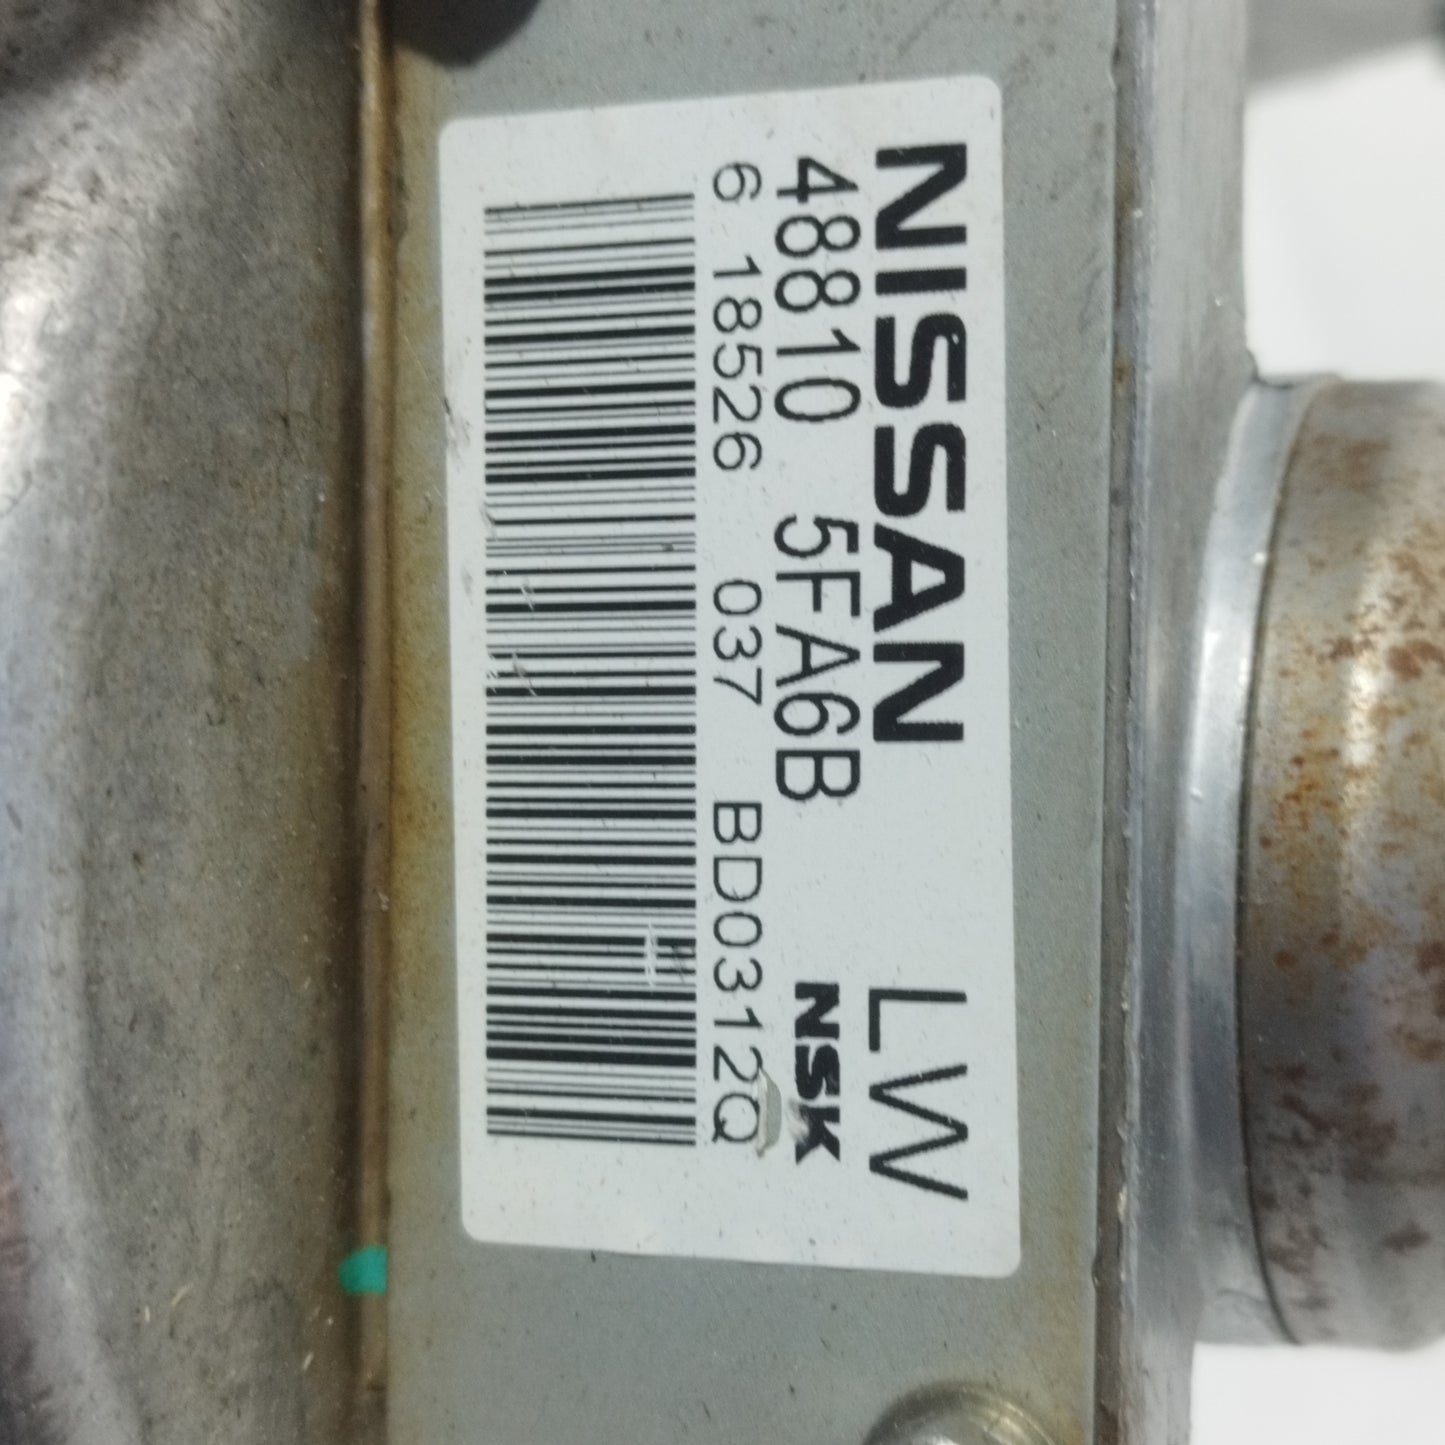 NISSAN LW
48810 5FA6B NSK
6 18526 037 BD0312Q